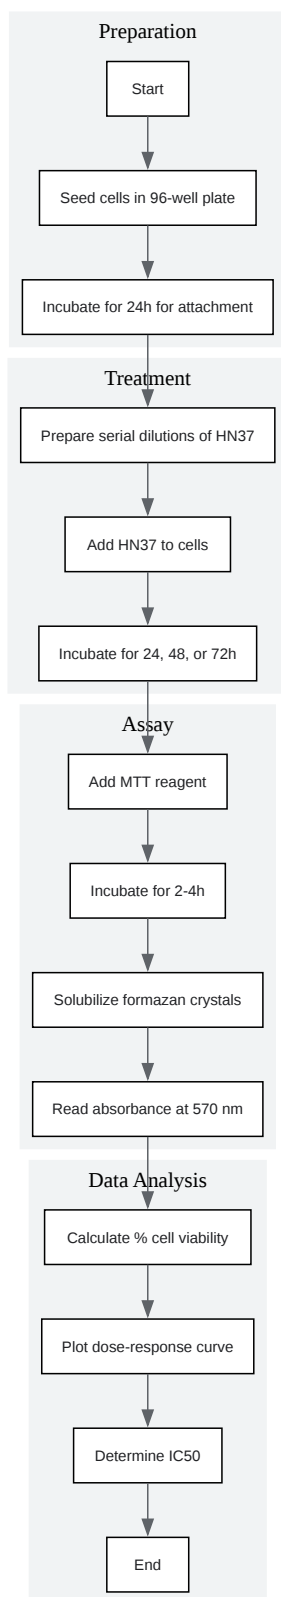 Preparation
Start
Seed cells in 96-well plate
Incubate for 24h for attachment
Treatment
Prepare serial dilutions of HN37
Add HN37 to cells
Incubate for 24, 48, or 72h
Assay
Add MTT reagent
Incubate for 2-4h
Solubilize formazan crystals
Read absorbance at 570 nm
Data Analysis
Calculate % cell viability
Plot dose-response curve
Determine IC50
End